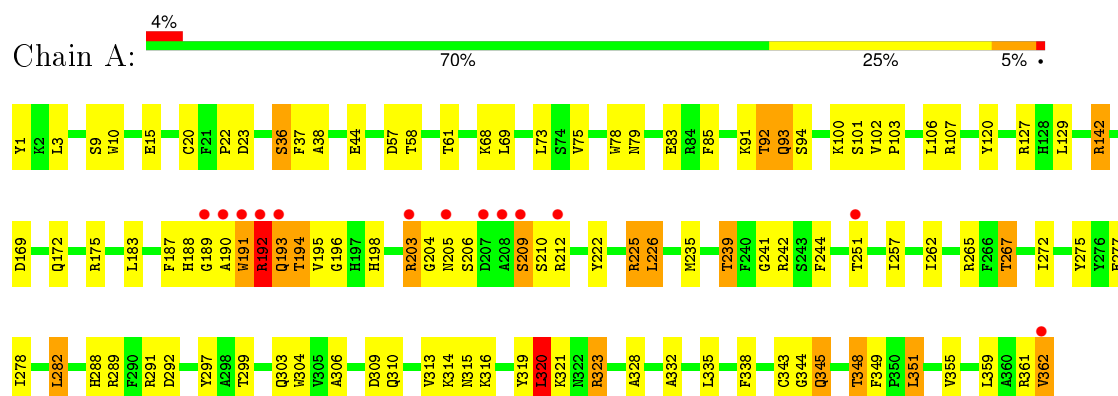 4%
Chain A:
70% 25% 5% •
Y1 K2 L3 S9 W10 E15 C20 F21 P22 D23 S36 F37 A38 E44 D57 T58 T61 K68 L69 L73 S74 V75 W78 N79 E83 R84 F85 K91 T92 Q93 S94 K100 S101 V102 P103 L106 R107 Y120 R127 H128 L129 R142
D169 Q172 R175 L183 F187 H188 G189 A190 W191 R192 Q193 T194 V195 G196 H197 H198 R203 G204 N205 S206 D207 A208 S209 S210 R212 Y222 R225 L226 M235 T239 F240 G241 R242 S243 F244 T251 I257 I262 R265 F266 T267 I272 Y275 Y276 E277
I278 L282 H288 R289 F290 R291 D292 Y297 A298 T299 Q303 W304 V305 A306 D309 Q310 V313 K314 N315 K316 Y319 L320 K321 N322 R323 A328 A332 L335 F338 C343 G344 Q345 T348 F349 P350 L351 V355 L359 A360 R361 V362